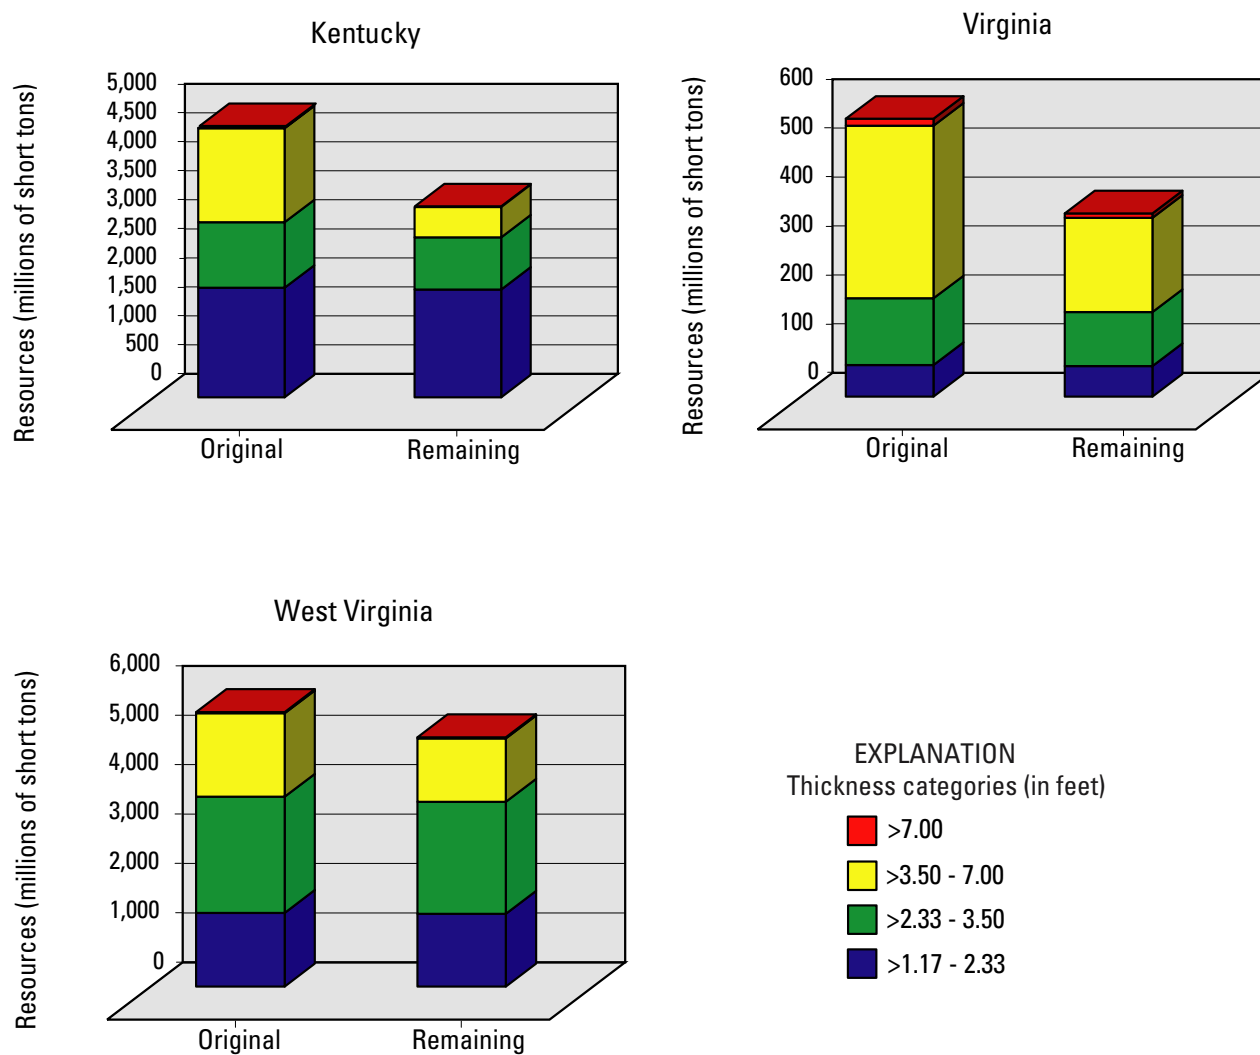 Kentucky
Resources (millions of short tons)
5,000
4,500
4,000
3,500
3,000
2,500
2,000
1,500
1,000
500
0
Original
Remaining
Virginia
Resources (millions of short tons)
600
500
400
300
200
100
0
Original
Remaining
West Virginia
Resources (millions of short tons)
6,000
5,000
4,000
3,000
2,000
1,000
0
Original
Remaining
EXPLANATION
Thickness categories (in feet)
>7.00
>3.50 - 7.00
>2.33 - 3.50
>1.17 - 2.33